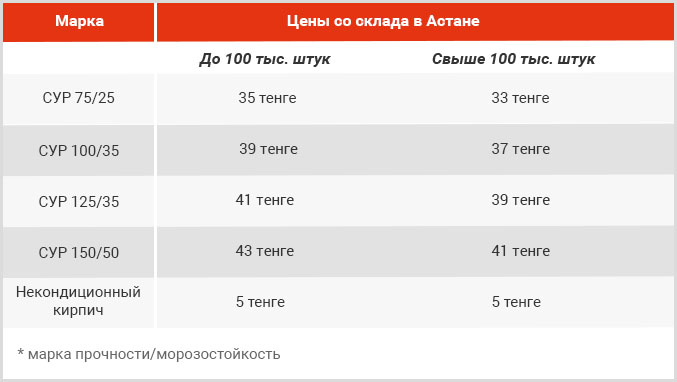 Марка Цены со склада в Астане
До 100 тыс. штук Свыше 100 тыс. штук
СУР 75/25 35 тенге 33 тенге
СУР 100/35 39 тенге 37 тенге
СУР 125/35 41 тенге 39 тенге
СУР 150/50 43 тенге 41 тенге
Некондиционный
кирпич 5 тенге 5 тенге
* марка прочности/морозостойкость